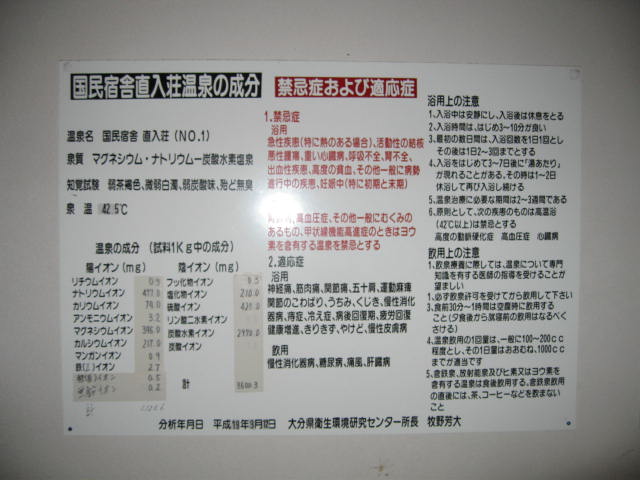 国民宿舎直入荘温泉の成分
温泉名 国民宿舎 直入荘(NO.1)
泉質 マグネシウム・ナトリウムー炭酸水素塩泉
知覚試験 弱茶褐色、微弱白濁、弱炭酸味、殆ど無臭
泉 温 42.5℃
温泉の成分 (試料1Kg中の成分)
陽イオン(mg) 陰イオン(mg)
リチウムイオン 0.9 フッ化物イオン 0.3
ナトリウムイオン 417.0 塩化物イオン 210.0
カリウムイオン 74.0 硫酸イオン
アンモニウムイオン 3.2 リン酸二水素イオン
マグネシウムイオン 346.0 炭酸水素イオン
カルシウムイオン 217.0 炭酸イオン
マンガンイオン 0.9
鉄(Ⅱ)イオン 2.7
0.5 計
0.2
分析年月日 平成 大分県衛生環境研究センター所長 牧野芳大
禁忌症および適応症
1.禁忌症
浴用
急性疾患(特に熱のある場合)、活動性の結核
悪性腫瘍、重い心臓病、呼吸不全、腎不全、
出血性疾患、高度の貧血、その他一般に病勢
進行中の疾患、妊娠中(特に初期と末期)
高血圧症、その他一般にむくみの
あるもの、甲状腺機能高進症のときはヨウ
素を含有する温泉を禁忌とする
2.適応症
浴用
神経痛、筋肉痛、関節痛、五十肩、運動麻痺
関節のこわばり、うちみ、くじき、慢性消化
器病、痔症、冷え症、病後回復期、疲労回復
健康増進、きりきず、やけど、慢性皮膚病
飲用
慢性消化器病、糖尿病、痛風、肝臓病
浴用上の注意
1.入浴中は安静にし、入浴後は休息をとる
2.入浴時間は、はじめ3〜10分が良い
3.最初の数日間は、入浴回数を1日1回とし
その後は1日2〜3回までとする
4.入浴をはじめて3〜7日後に「湯あたり」
が現れることがある、その時は1〜2日
休浴して再び入浴し続ける
5.温泉治療に必要な期間は2〜3週間である
6.原則として、次の疾患のものは高温浴
(42℃以上)は禁忌とする
高度の動脈硬化症 高血圧症 心臓病
飲用上の注意
1.飲泉療養に際しては、温泉について専門
知識を有する医師の指導を受けることが
望ましい
1.必ず飲泉許可を受けてから飲用して下さい
3.食前30分〜1時間は空腹時に飲用する
こと(夕食後から就寝前の飲用はなるべく
さける)
4.温泉飲用の1回量は、一般に100〜200cc
程度とし、その1日量はおおむね、1000cc
までが適当です
5.含鉄泉、放射能泉及びヒ素又はヨウ素を
含有する温泉は食後飲用する、含鉄泉飲用
の直後には、茶、コーヒーなどを飲まない
こと